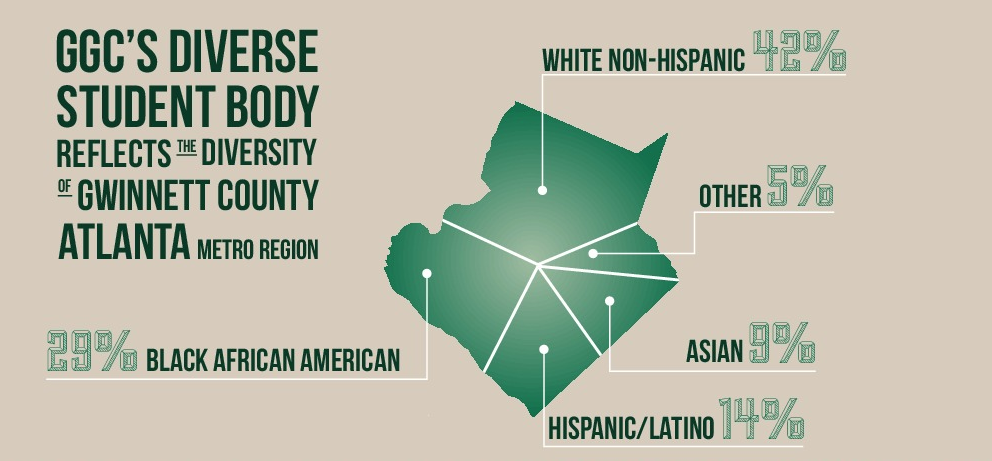 GGC'S DIVERSE
STUDENT BODY
REFLECTS THE DIVERSITY
OF GWINNETT COUNTY
ATLANTA METRO REGION
WHITE NON-HISPANIC 42%
OTHER 5%
29% BLACK AFRICAN AMERICAN
ASIAN 9%
HISPANIC/LATINO 14%